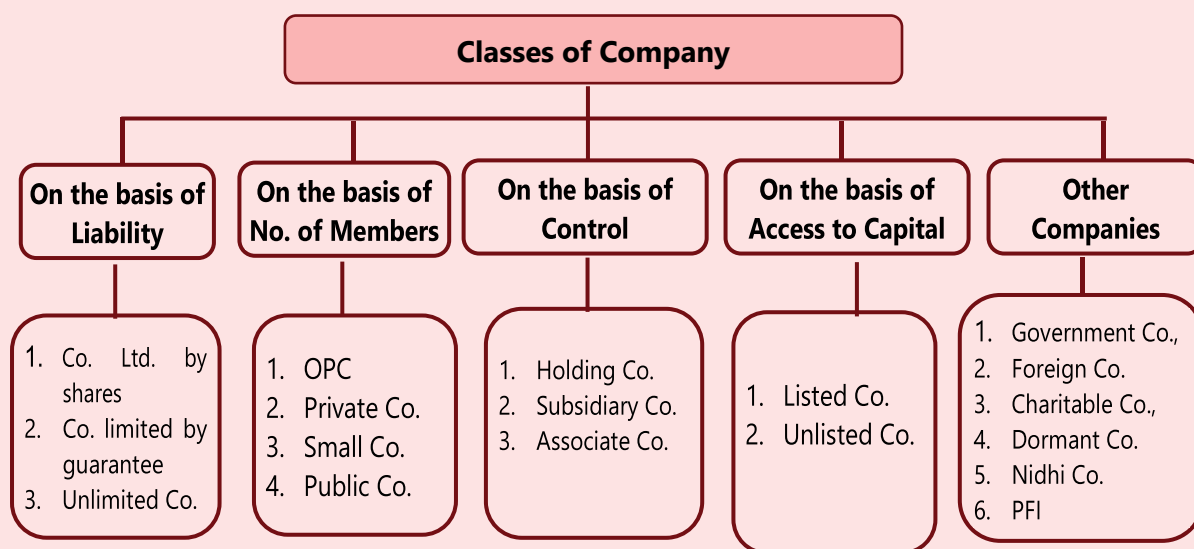 Classes of Company
On the basis of
Liability
On the basis of
No. of Members
On the basis of
Control
On the basis of
Access to Capital
Other
Companies
1. Co. Ltd. by
shares
2. Co. limited by
guarantee
3. Unlimited Co.
1. OPC
2. Private Co.
3. Small Co.
4. Public Co.
1. Holding Co.
2. Subsidiary Co.
3. Associate Co.
1. Listed Co.
2. Unlisted Co.
1. Government Co.,
2. Foreign Co.
3. Charitable Co.,
4. Dormant Co.
5. Nidhi Co.
6. PFI